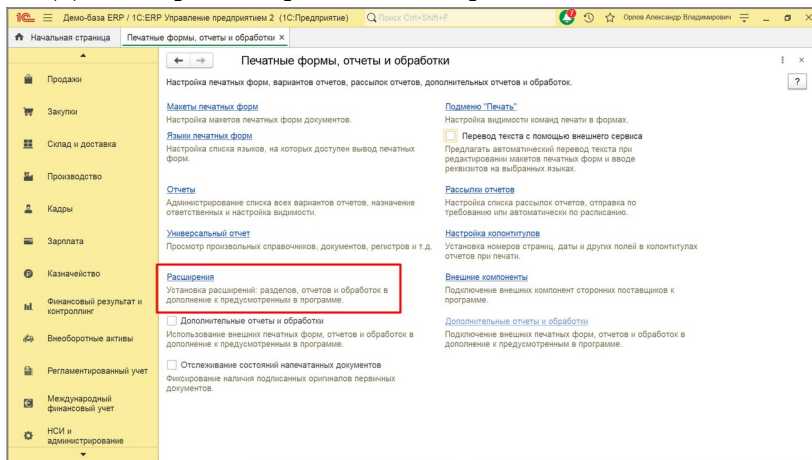 Демо-база ERP / 1С:ERP Управление предприятием 2 (1С:Предприятие)
Поиск Ctrl+Shift+F
Орлов Александр Владимирович
Начальная страница
Печатные формы, отчеты и обработки ×
Печатные формы, отчеты и обработки
Настройка печатных форм, вариантов отчетов, рассылок отчетов, дополнительных отчетов и обработок.
?
Продажи
Закупки
Склад и доставка
Производство
Кадры
Зарплата
Казначейство
Финансовый результат и
контроллинг
Внеоборотные активы
Регламентированный учет
Международный
финансовый учет
НСИ и
администрирование
Макеты печатных форм
Настройка макетов печатных форм документов.
Языки печатных форм
Настройка списка языков, на которых доступен вывод печатных
форм.
Отчеты
Администрирование списка всех вариантов отчетов, назначение
ответственных и настройка видимости.
Универсальный отчет
Просмотр произвольных справочников, документов, регистров и т.д.
Расширения
Установка расширений: разделов, отчетов и обработок в
дополнение к предусмотренным в программе.
Дополнительные отчеты и обработки
Использование внешних печатных форм, отчетов и обработок в
дополнение к предусмотренным в программе.
Отслеживание состояний напечатанных документов
Фиксирование наличия подписанных оригиналов первичных
документов.
Подменю "Печать"
Настройка видимости команд печати в формах.
Перевод текста с помощью внешнего сервиса
Предлагать автоматический перевод текста при
редактировании макетов печатных форм и вводе
реквизитов на выбранных языках.
Рассылки отчетов
Настройка списка рассылок отчетов, отправка по
требованию или автоматически по расписанию.
Настройка колонтитулов
Установка номеров страниц, даты и других полей в колонтитулах
отчетов при печати.
Внешние компоненты
Подключение внешних компонент сторонних поставщиков к
программе.
Дополнительные отчеты и обработки
Подключение внешних печатных форм, отчетов и обработок в
дополнение к предусмотренным в программе.